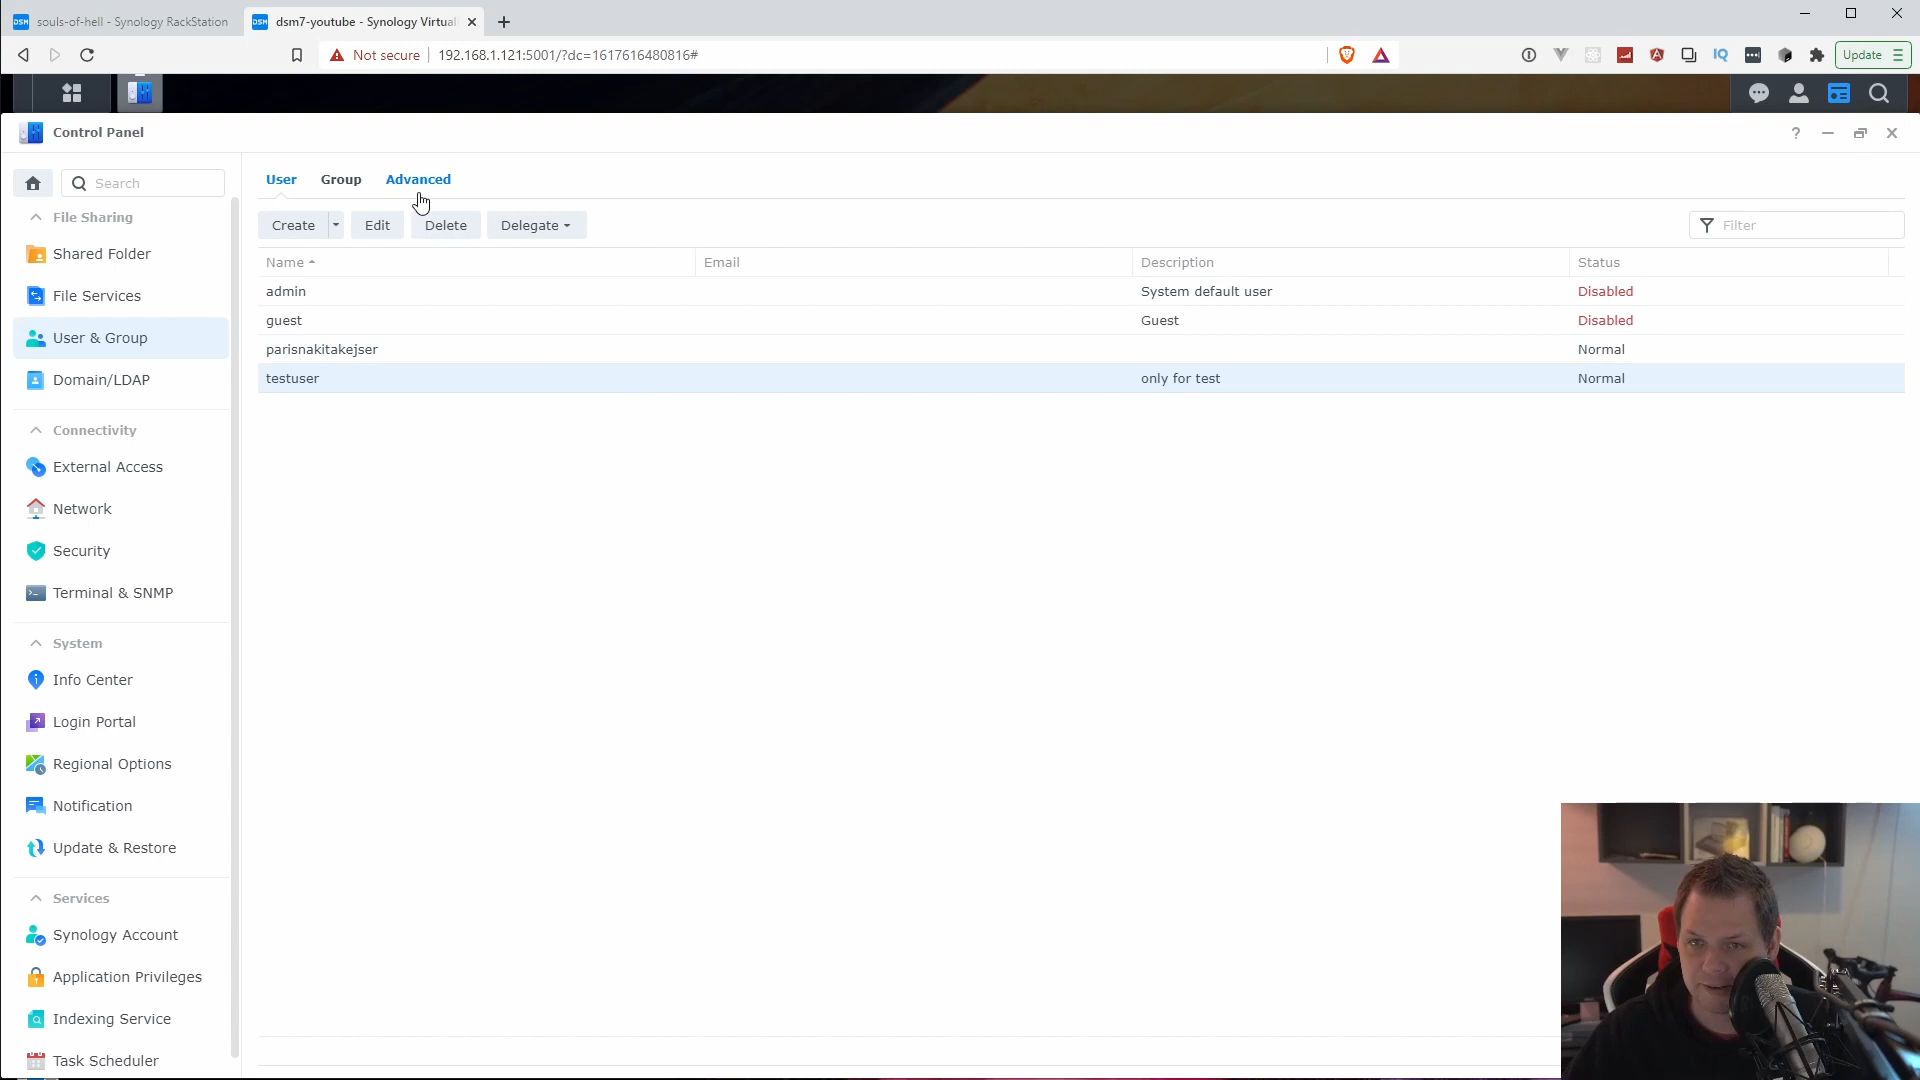 souls-of-hell - Synology RackStation
dsm7-youtube - Synology Virtual
Not secure
192.168.1.121:5001/?dc=1617616480816#
Update
Control Panel
Search
File Sharing
Shared Folder
File Services
User & Group
Domain/LDAP
Connectivity
External Access
Network
Security
Terminal & SNMP
System
Info Center
Login Portal
Regional Options
Notification
Update & Restore
Services
Synology Account
Application Privileges
Indexing Service
Task Scheduler
User Group Advanced
Create Edit Delete Delegate
Filter
Name Email Description Status
admin System default user Disabled
guest Guest Disabled
parisnakitakejser Normal
testuser only for test Normal